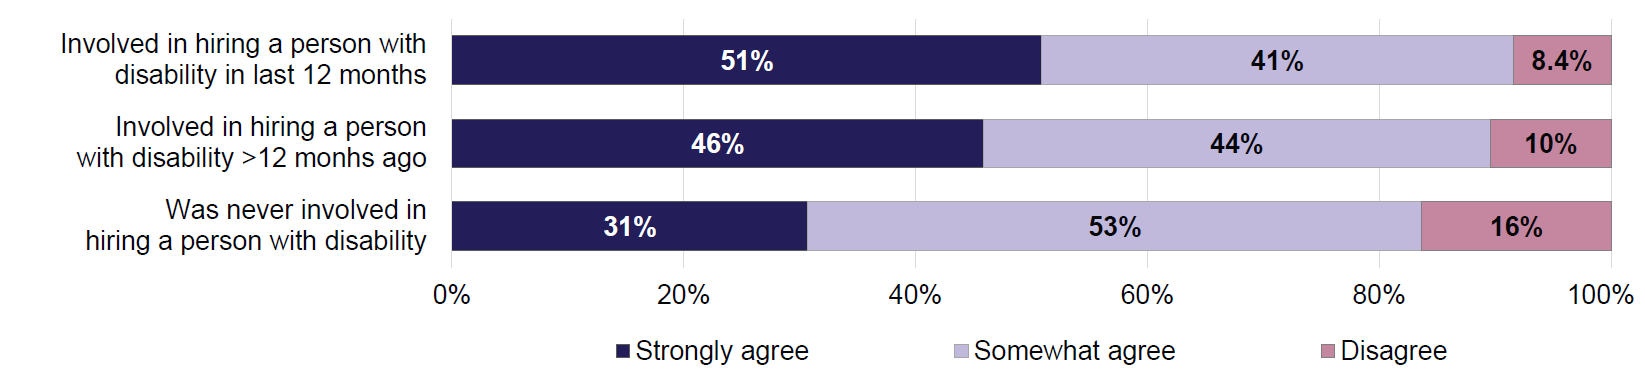 Involved in hiring a person with
disability in last 12 months
51%
41%
8.4%
Involved in hiring a person
with disability >12 monhs ago
46%
44%
10%
Was never involved in
hiring a person with disability
31%
53%
16%
0%
20%
40%
60%
80%
100%
Strongly agree
Somewhat agree
Disagree